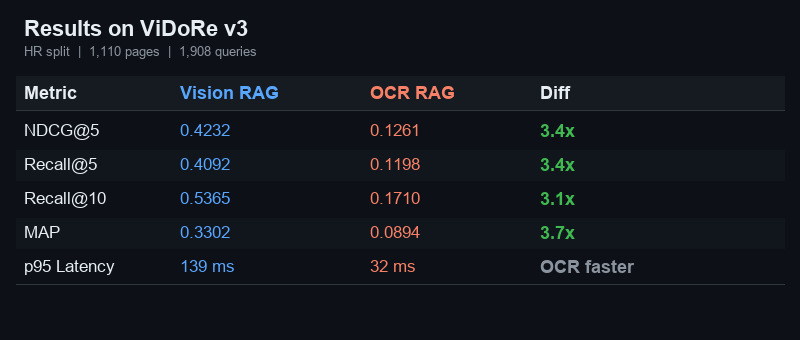 Results on ViDoRe v3
HR split | 1,110 pages | 1,908 queries
Metric Vision RAG OCR RAG Diff
NDCG@5 0.4232 0.1261 3.4x
Recall@5 0.4092 0.1198 3.4x
Recall@10 0.5365 0.1710 3.1x
MAP 0.3302 0.0894 3.7x
p95 Latency 139 ms 32 ms OCR faster